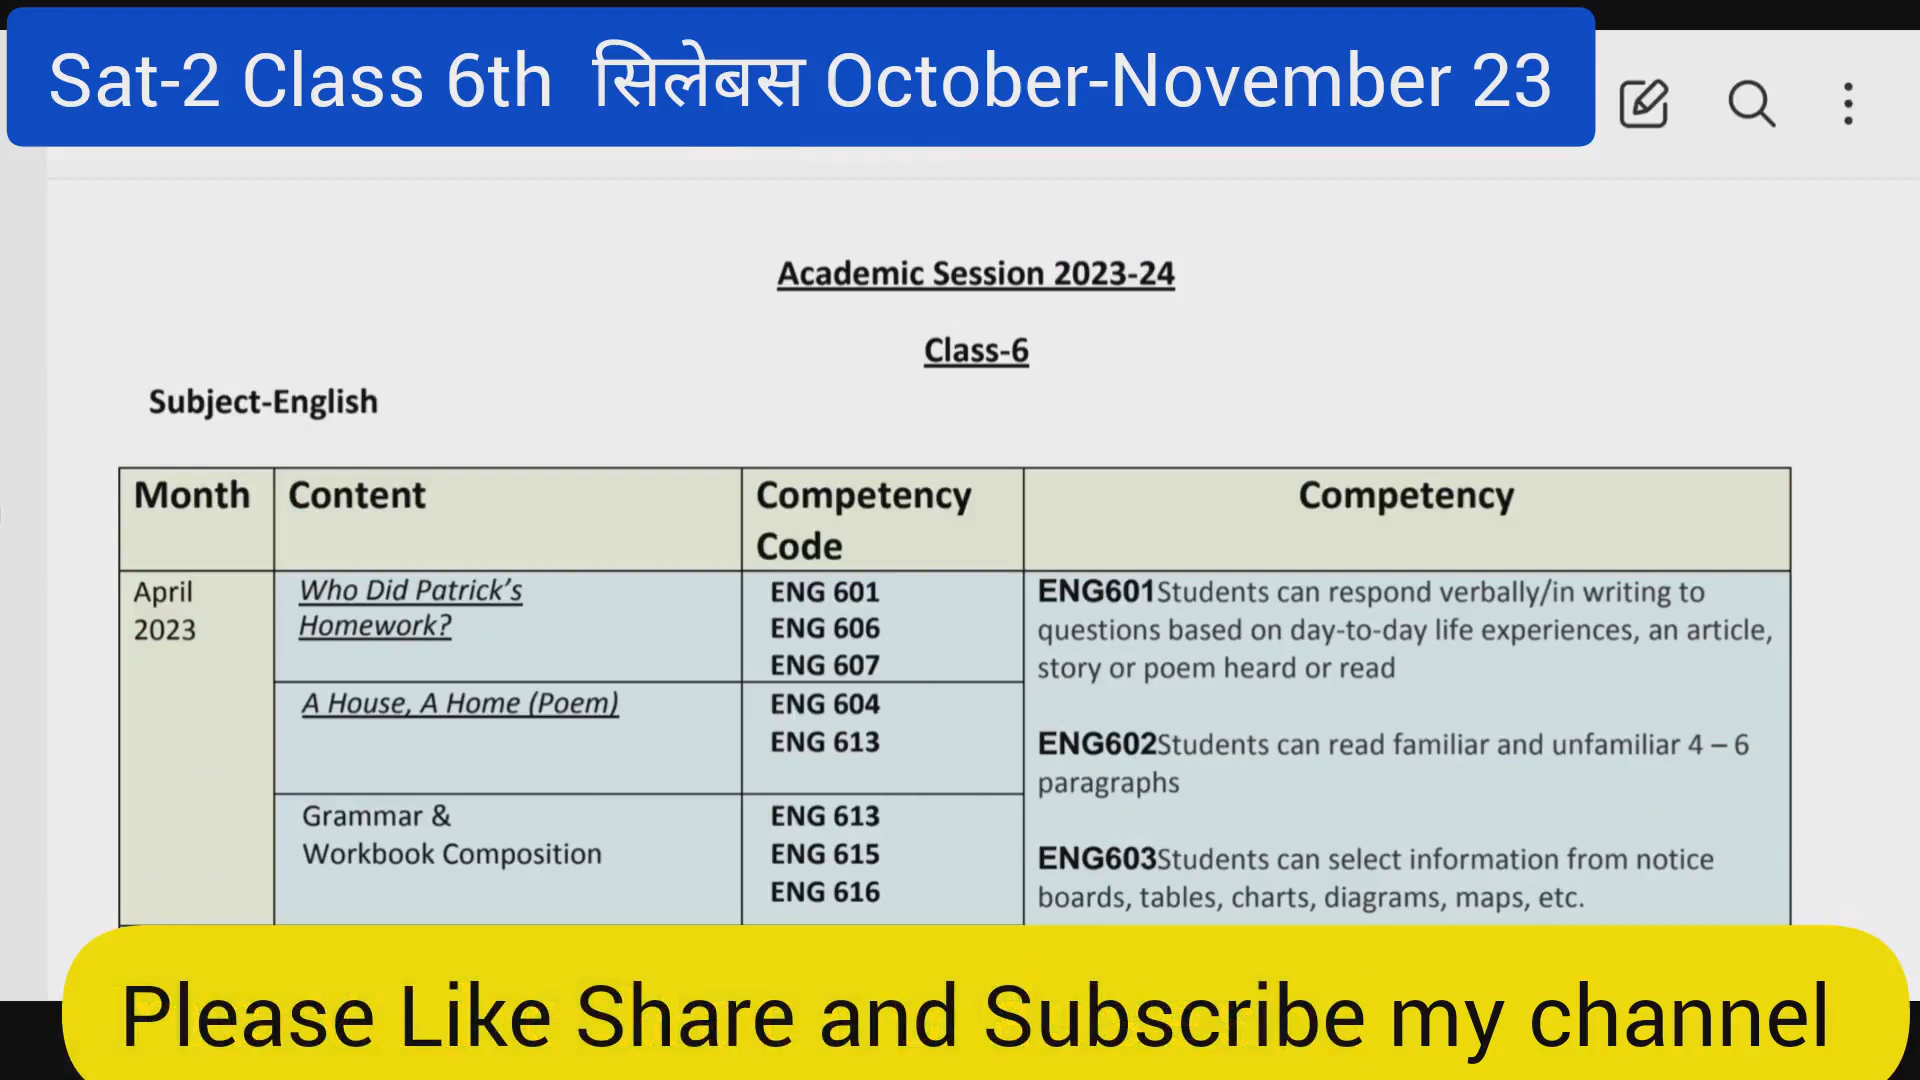 Sat-2 Class 6th सिलेबस October-November 23
Academic Session 2023-24
Class-6
Subject-English
Month
Content
Competency
Code
Competency
April
2023
Who Did Patrick's
Homework?
ENG 601
ENG 606
ENG 607
A House, A Home (Poem)
ENG 604
ENG 613
Grammar &
Workbook Composition
ENG 613
ENG 615
ENG 616
ENG601Students can respond verbally/in writing to
questions based on day-to-day life experiences, an article,
story or poem heard or read
ENG602Students can read familiar and unfamiliar 4 – 6
paragraphs
ENG603Students can select information from notice
boards, tables, charts, diagrams, maps, etc.
Please Like Share and Subscribe my channel